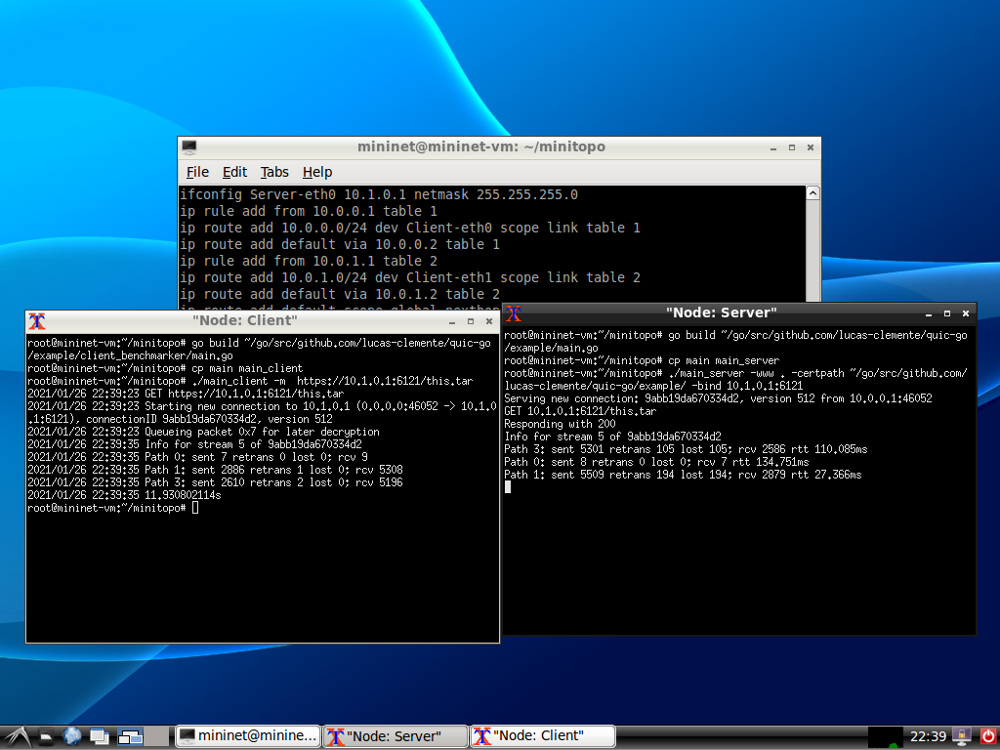 mininet@mininet-vm: ~/minitopo
File Edit Tabs Help
ifconfig Server-eth0 10.1.0.1 netmask 255.255.255.0
ip rule add from 10.0.0.1 table 1
ip route add 10.0.0.0/24 dev Client-eth0 scope link table 1
ip route add default via 10.0.0.2 table 1
ip rule add from 10.0.1.1 table 2
ip route add 10.0.1.0/24 dev Client-eth1 scope link table 2
ip route add default via 10.0.1.2 table 2
ip route add default scope global nexthop
"Node: Client"
root@mininet-vm:~/minitopo# go build ~/go/src/github.com/lucas-clemente/quic-go
/example/client_benchmarker/main.go
root@mininet-vm:~/minitopo# cp main main_client
root@mininet-vm:~/minitopo# ./main_client -m  https://10.1.0.1:6121/this.tar
2021/01/26 22:39:23 GET https://10.1.0.1:6121/this.tar
2021/01/26 22:39:23 Starting new connection to 10.1.0.1 (0.0.0.0:46052 -> 10.1.0
.1:6121), connectionID 9abb19da670334d2, version 512
2021/01/26 22:39:23 Queueing packet 0x7 for later decryption
2021/01/26 22:39:35 Info for stream 5 of 9abb19da670334d2
2021/01/26 22:39:35 Path 0: sent 7 retrans 0 lost 0; rcv 9
2021/01/26 22:39:35 Path 1: sent 2886 retrans 1 lost 0; rcv 5308
2021/01/26 22:39:35 Path 3: sent 2610 retrans 2 lost 0; rcv 5196
2021/01/26 22:39:35 11.930802114s
root@mininet-vm:~/minitopo#
"Node: Server"
root@mininet-vm:~/minitopo# go build ~/go/src/github.com/lucas-clemente/quic-go
/example/main.go
root@mininet-vm:~/minitopo# cp main main_server
root@mininet-vm:~/minitopo# ./main_server -www . -certpath ~/go/src/github.com/
lucas-clemente/quic-go/example/ -bind 10.1.0.1:6121
Serving new connection: 9abb19da670334d2, version 512 from 10.0.0.1:46052
GET 10.1.0.1:6121/this.tar
Responding with 200
Info for stream 5 of 9abb19da670334d2
Path 3: sent 5301 retrans 105 lost 105; rcv 2586 rtt 110.085ms
Path 0: sent 8 retrans 0 lost 0; rcv 7 rtt 134.751ms
Path 1: sent 5509 retrans 194 lost 194; rcv 2879 rtt 27.366ms
mininet@minine...
"Node: Server"
"Node: Client"
22:39